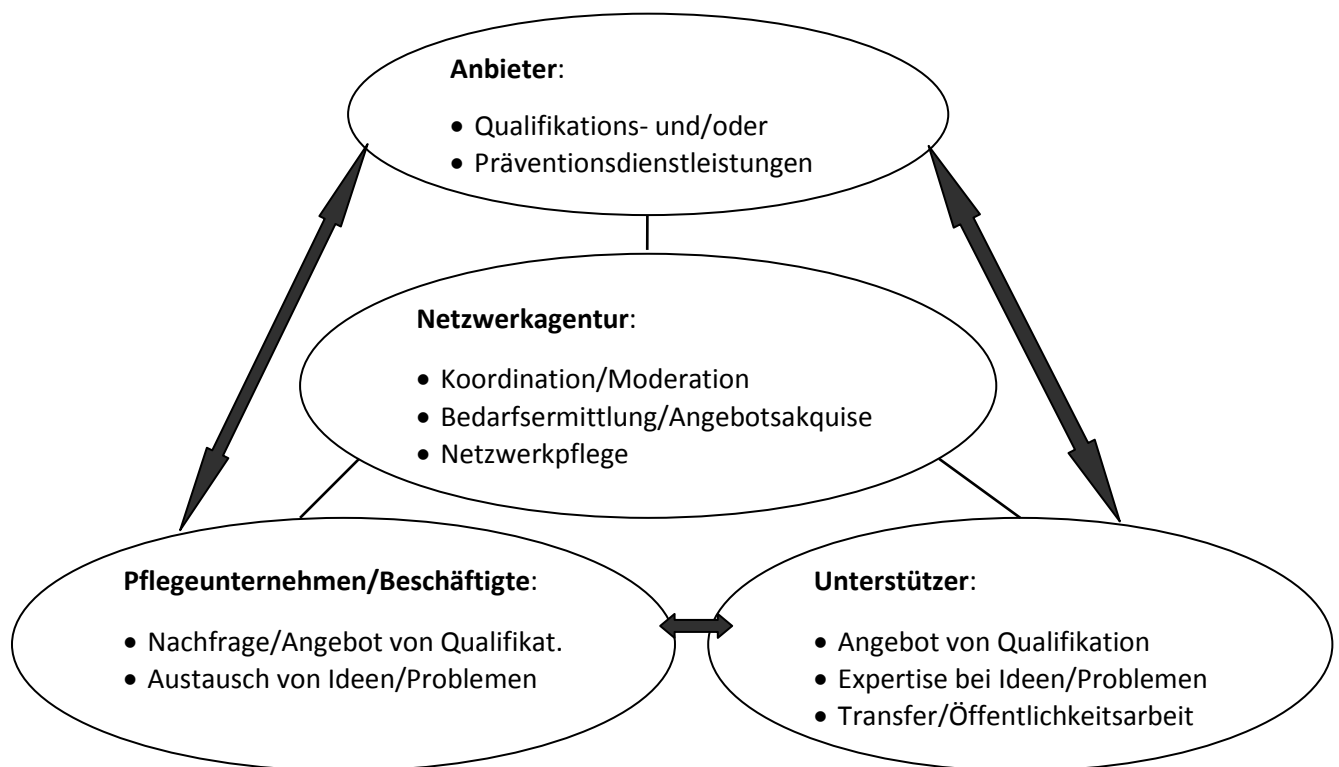 Anbieter:
• Qualifikations- und/oder
• Präventionsdienstleistungen
Netzwerkagentur:
• Koordination/Moderation
• Bedarfsermittlung/Angebotsakquise
• Netzwerkpflege
Pflegeunternehmen/Beschäftigte:
• Nachfrage/Angebot von Qualifikat.
• Austausch von Ideen/Problemen
Unterstützer:
• Angebot von Qualifikation
• Expertise bei Ideen/Problemen
• Transfer/Öffentlichkeitsarbeit